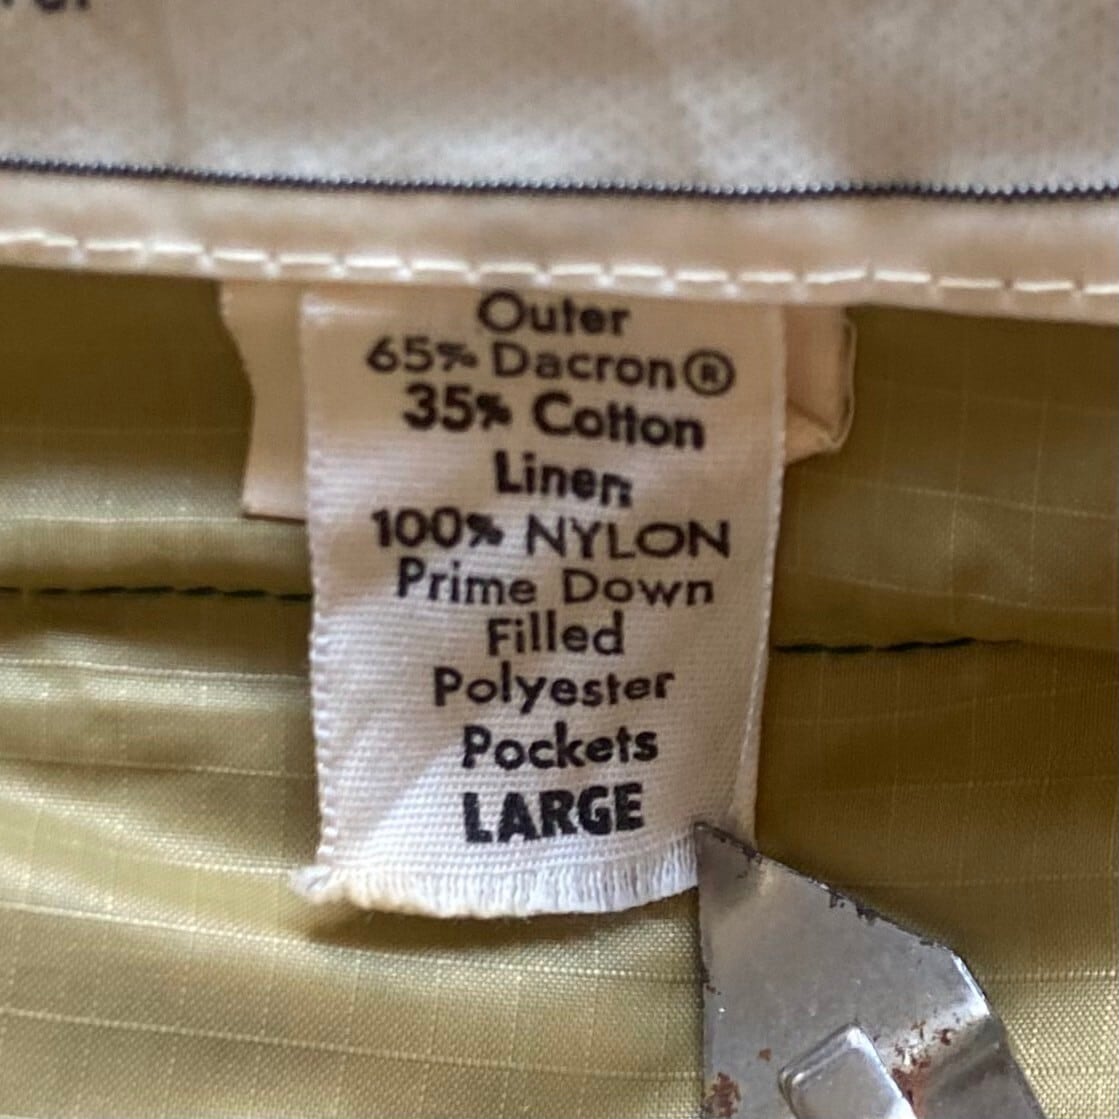 Outer
65% Dacron®
35% Cotton
Liner:
100% NYLON
Prime Down
Filled
Polyester
Pockets
LARGE